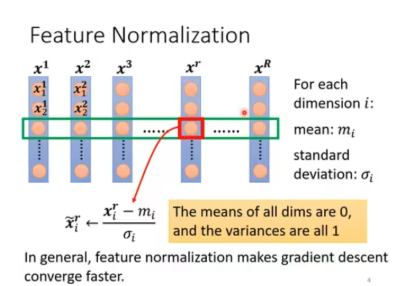 Feature Normalization
x¹ x² x³ xʳ x^R
x₁¹ x₁²
x₂¹ x₂²
…… ……
For each
dimension i:
mean: mᵢ
standard
deviation: σᵢ
x̃ᵢʳ ← (xᵢʳ − mᵢ) / σᵢ
The means of all dims are 0,
and the variances are all 1
In general, feature normalization makes gradient descent
converge faster.
4